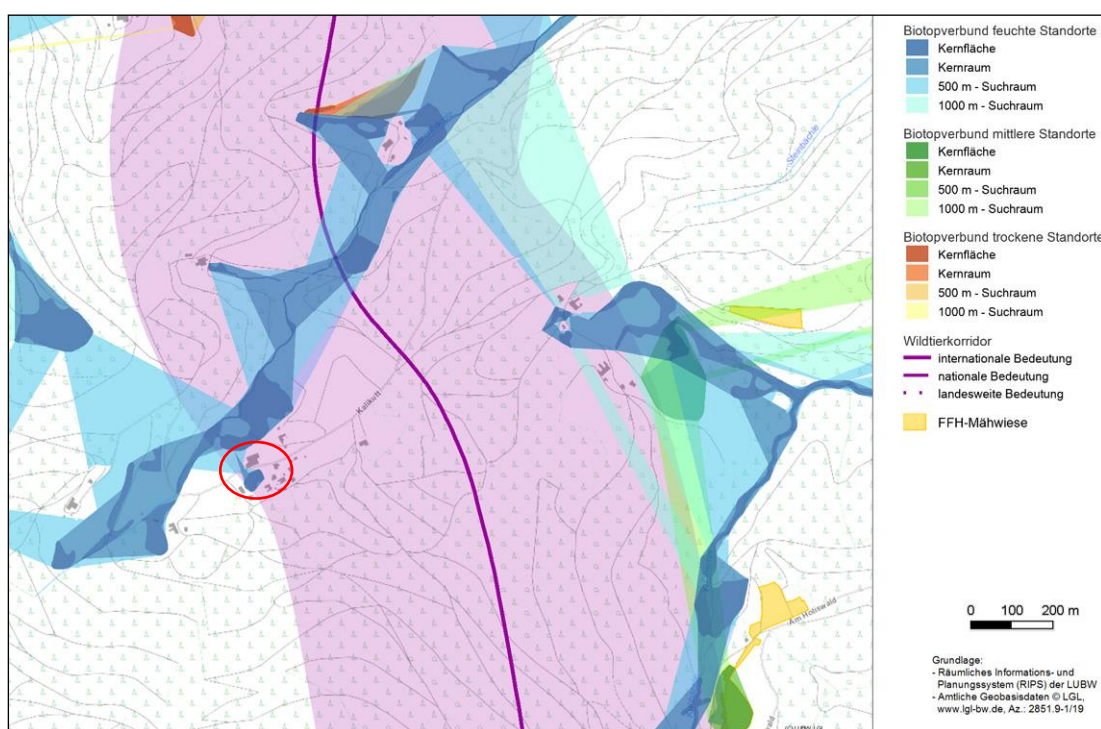 Steinbächle
Kalikutt
Am Holiswald
Biotopverbund feuchte Standorte
Kernfläche
Kernraum
500 m - Suchraum
1000 m - Suchraum
Biotopverbund mittlere Standorte
Kernfläche
Kernraum
500 m - Suchraum
1000 m - Suchraum
Biotopverbund trockene Standorte
Kernfläche
Kernraum
500 m - Suchraum
1000 m - Suchraum
Wildtierkorridor
internationale Bedeutung
nationale Bedeutung
landesweite Bedeutung
FFH-Mähwiese
0 100 200 m
Grundlage:
- Räumliches Informations- und
Planungssystem (RIPS) der LUBW
- Amtliche Geobasisdaten © LGL,
www.lgl-bw.de, Az.: 2851.9-1/19